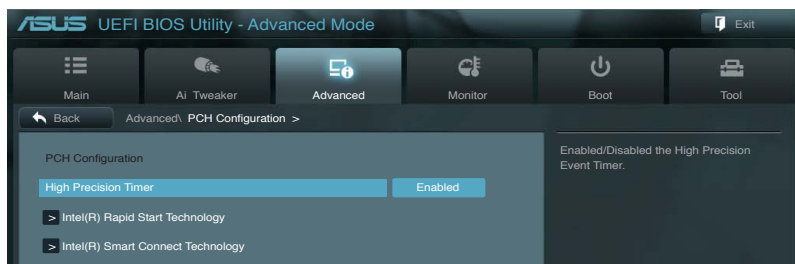 ASUS UEFI BIOS Utility - Advanced Mode
Exit
Main
Ai Tweaker
Advanced
Monitor
Boot
Tool
Back
Advanced\ PCH Configuration >
PCH Configuration
High Precision Timer Enabled
> Intel(R) Rapid Start Technology
> Intel(R) Smart Connect Technology
Enabled/Disabled the High Precision
Event Timer.